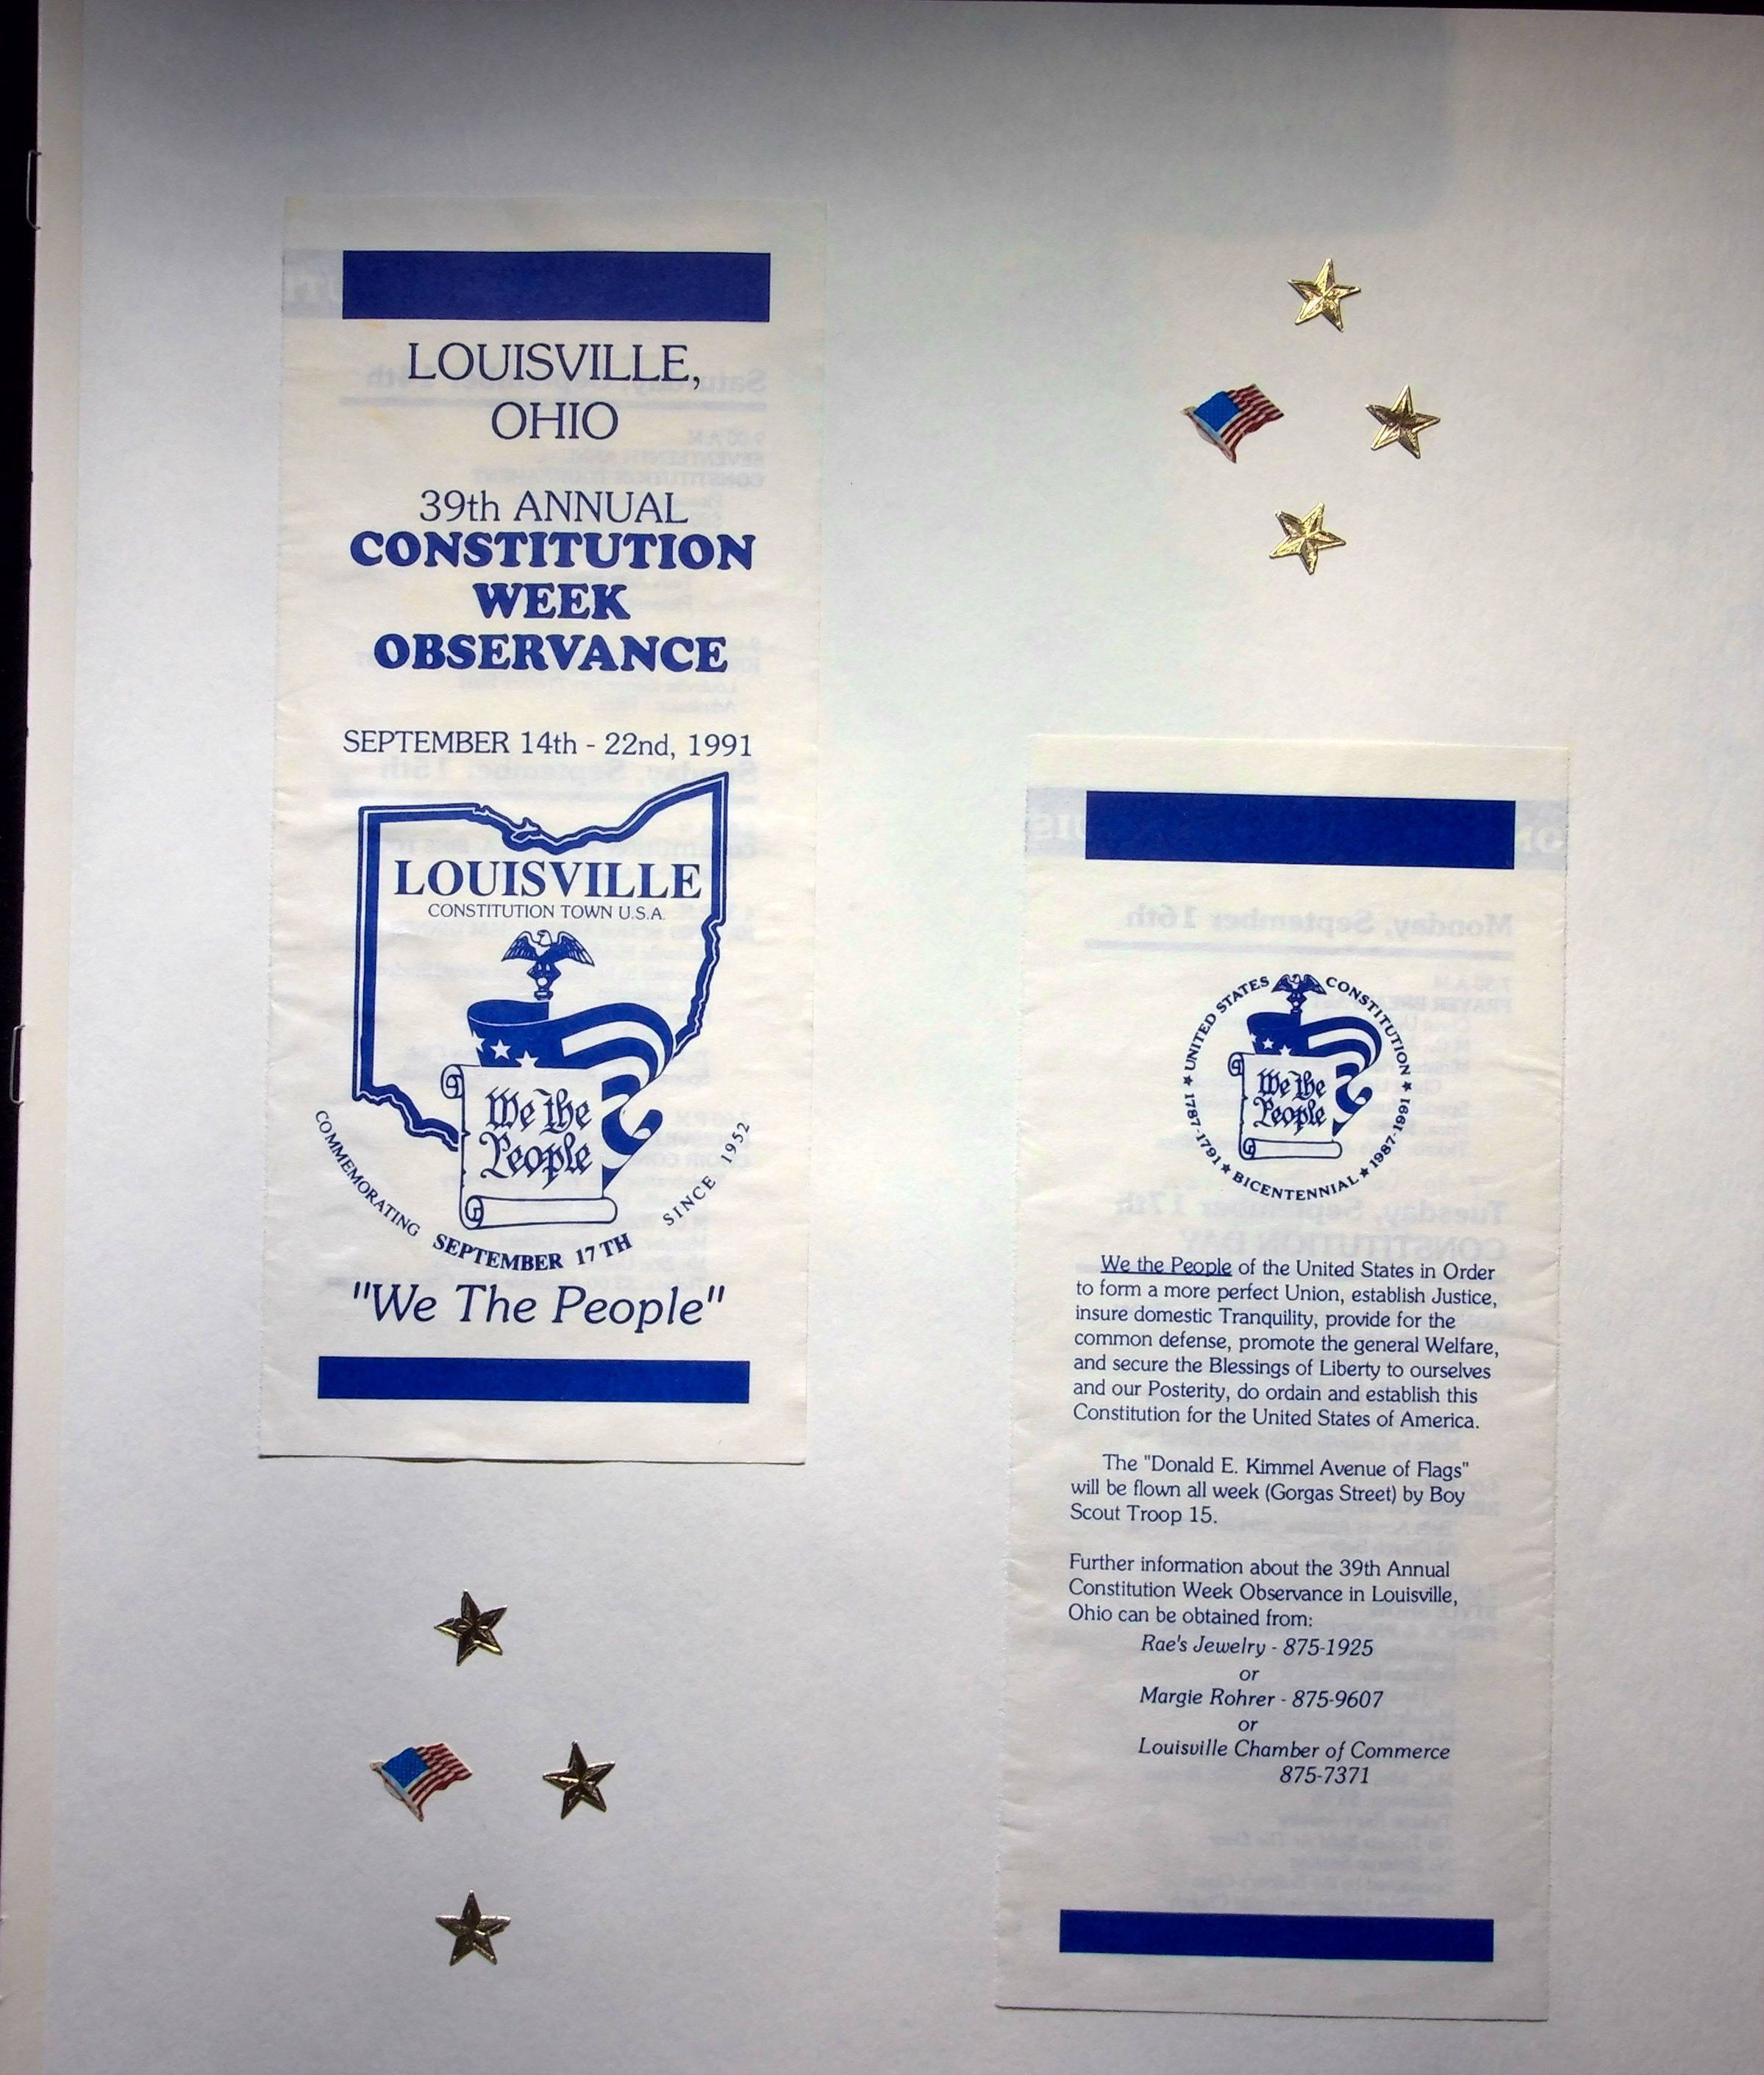 LOUISVILLE,
OHIO
39th ANNUAL
CONSTITUTION
WEEK
OBSERVANCE
SEPTEMBER 14th - 22nd, 1991
LOUISVILLE
CONSTITUTION TOWN U.S.A.
We the
People
COMMEMORATING SEPTEMBER 17TH SINCE 1952
"We The People"
Monday, September 16th
Tuesday, September 17th
CONSTITUTION DAY
★ UNITED STATES CONSTITUTION ★
1787-1791 ★ BICENTENNIAL ★ 1987-1991
We the
People
We the People of the United States in Order
to form a more perfect Union, establish Justice,
insure domestic Tranquility, provide for the
common defense, promote the general Welfare,
and secure the Blessings of Liberty to ourselves
and our Posterity, do ordain and establish this
Constitution for the United States of America.
The "Donald E. Kimmel Avenue of Flags"
will be flown all week (Gorgas Street) by Boy
Scout Troop 15.
Further information about the 39th Annual
Constitution Week Observance in Louisville,
Ohio can be obtained from:
Rae's Jewelry - 875-1925
or
Margie Rohrer - 875-9607
or
Louisville Chamber of Commerce
875-7371